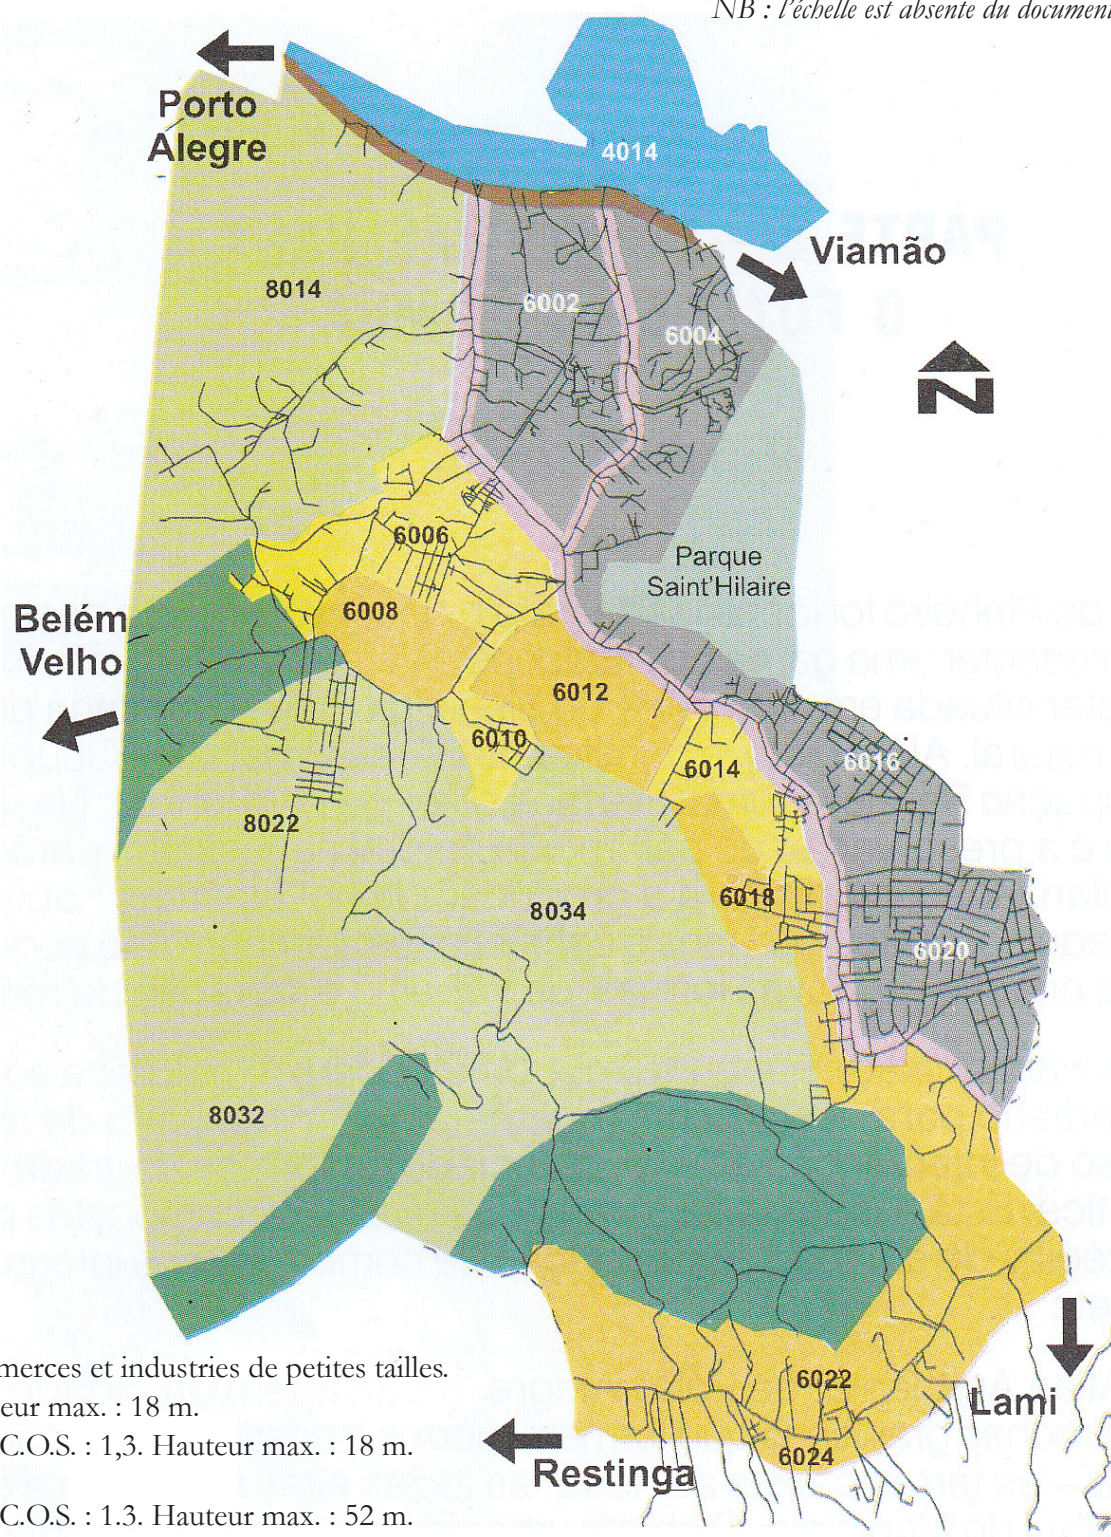 NB : l'échelle est absente du document
Porto
Alegre
4014
Viamão
8014
6002
6004
N
Parque
Saint'Hilaire
6006
6008
Belém
Velho
6012
6010
6014
6016
8022
6018
8034
6020
8032
6022
Lami
6024
Restinga
merces et industries de petites tailles.
eur max. : 18 m.
C.O.S. : 1,3. Hauteur max. : 18 m.
C.O.S. : 1.3. Hauteur max. : 52 m.